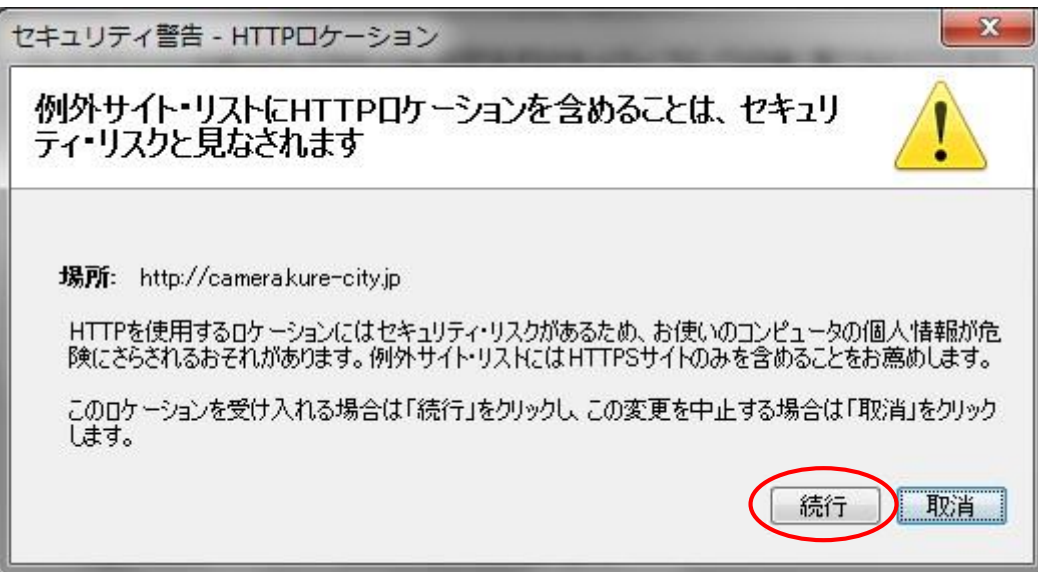 セキュリティ警告 - HTTPロケーション
例外サイト・リストにHTTPロケーションを含めることは、セキュリ
ティ・リスクと見なされます
場所: http://camerakure-city.jp
HTTPを使用するロケーションにはセキュリティ・リスクがあるため、お使いのコンピュータの個人情報が危
険にさらされるおそれがあります。例外サイト・リストにはHTTPSサイトのみを含めることをお薦めします。
このロケーションを受け入れる場合は「続行」をクリックし、この変更を中止する場合は「取消」をクリック
します。
続行 取消